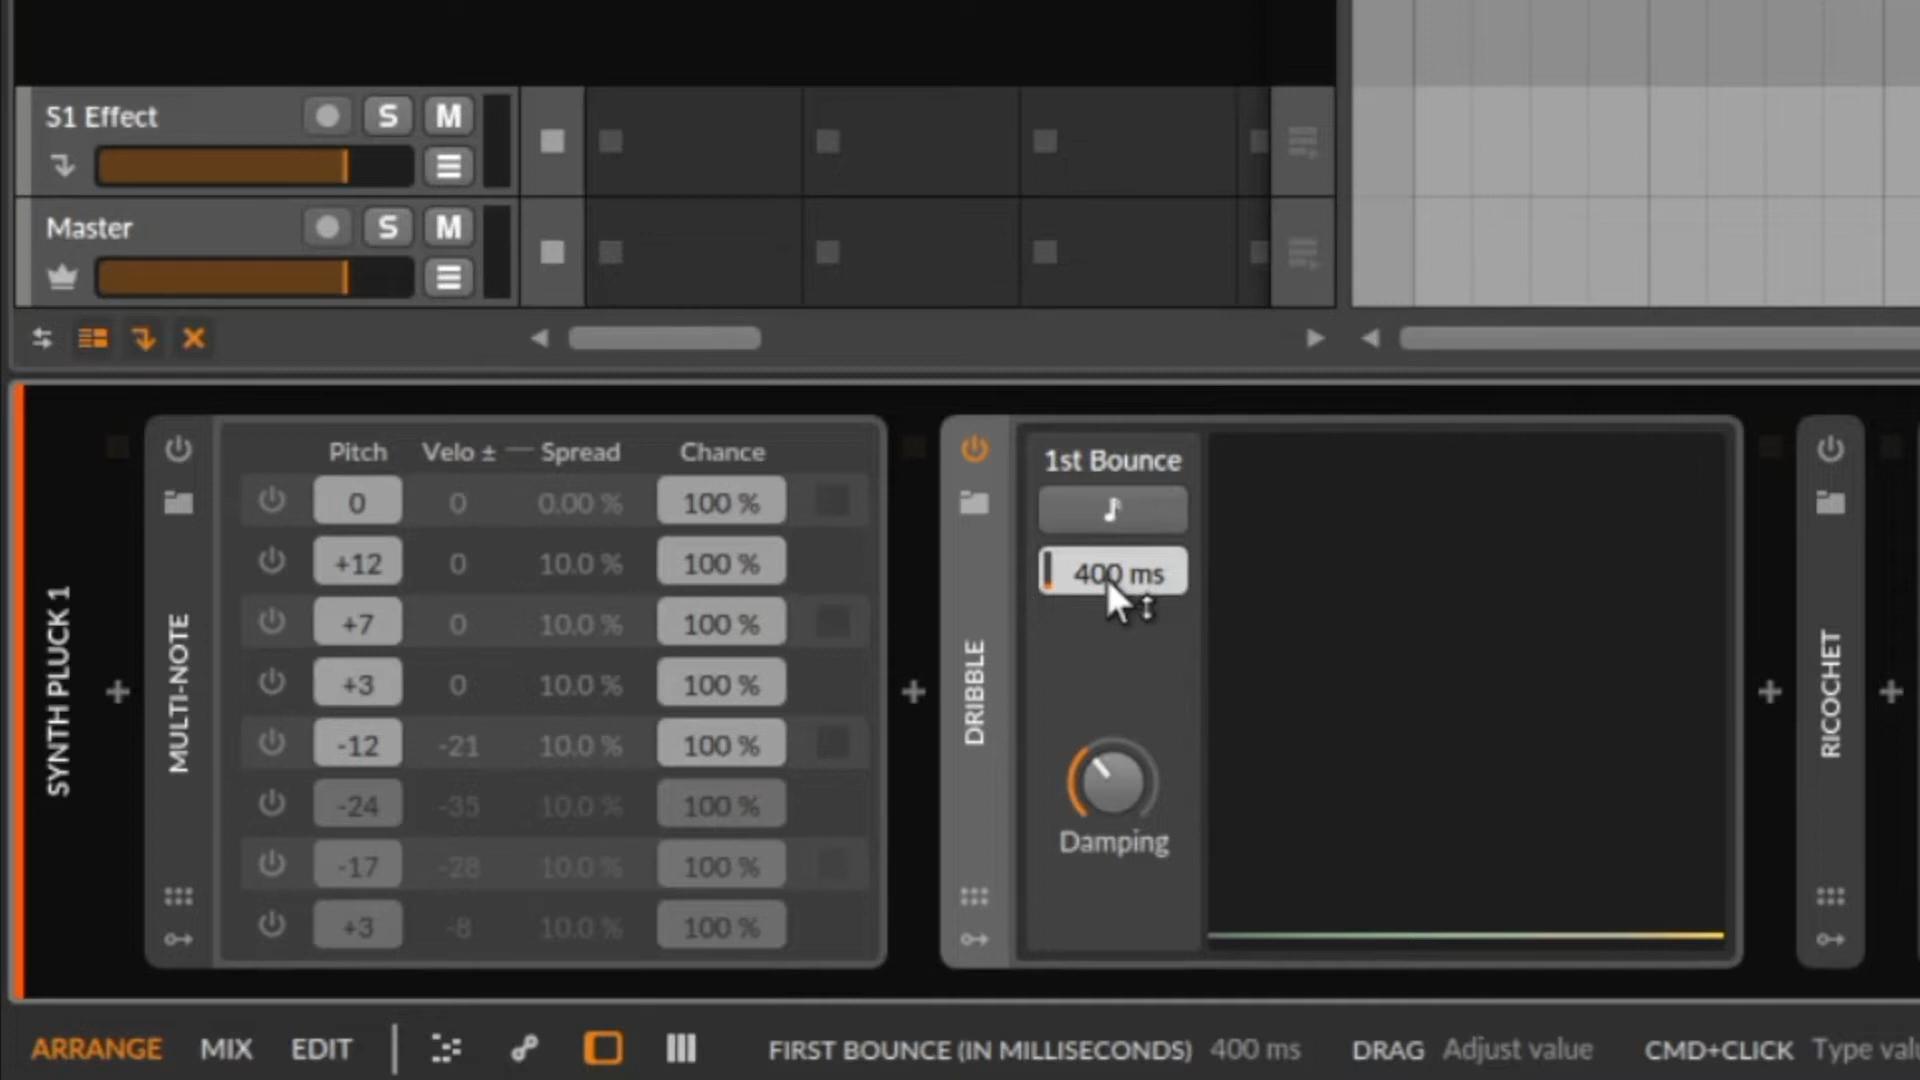 S1 Effect S M
Master S M
SYNTH PLUCK 1
MULTI-NOTE
Pitch Velo ± Spread Chance
0 0 0.00 % 100 %
+12 0 10.0 % 100 %
+7 0 10.0 % 100 %
+3 0 10.0 % 100 %
-12 -21 10.0 % 100 %
-24 -35 10.0 % 100 %
-17 -28 10.0 % 100 %
+3 -8 10.0 % 100 %
DRIBBLE
1st Bounce
400 ms
Damping
RICOCHET
ARRANGE MIX EDIT FIRST BOUNCE (IN MILLISECONDS) 400 ms DRAG Adjust value CMD+CLICK Type valu